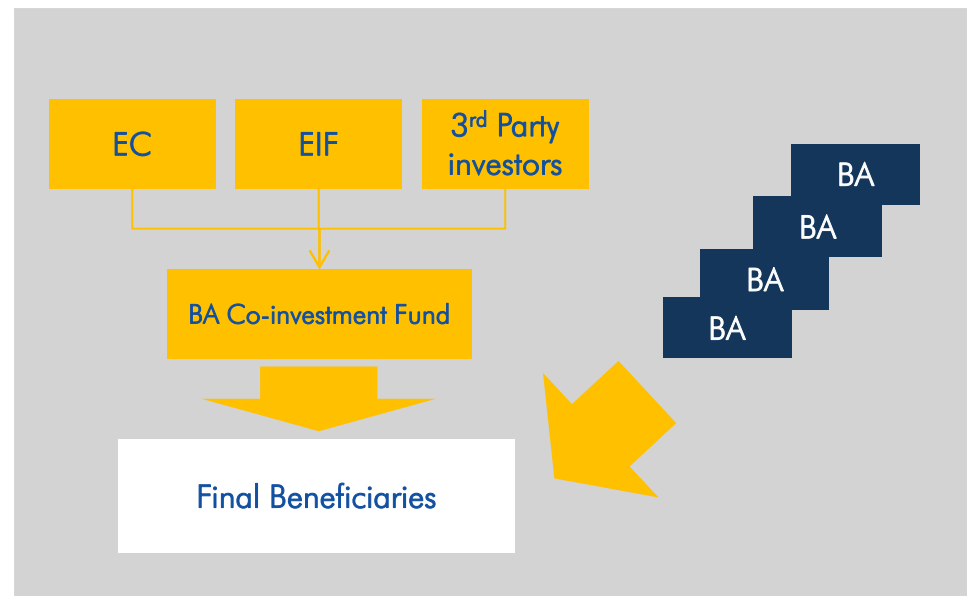 EC
EIF
3rd Party
investors
BA
BA
BA
BA
BA Co-investment Fund
Final Beneficiaries